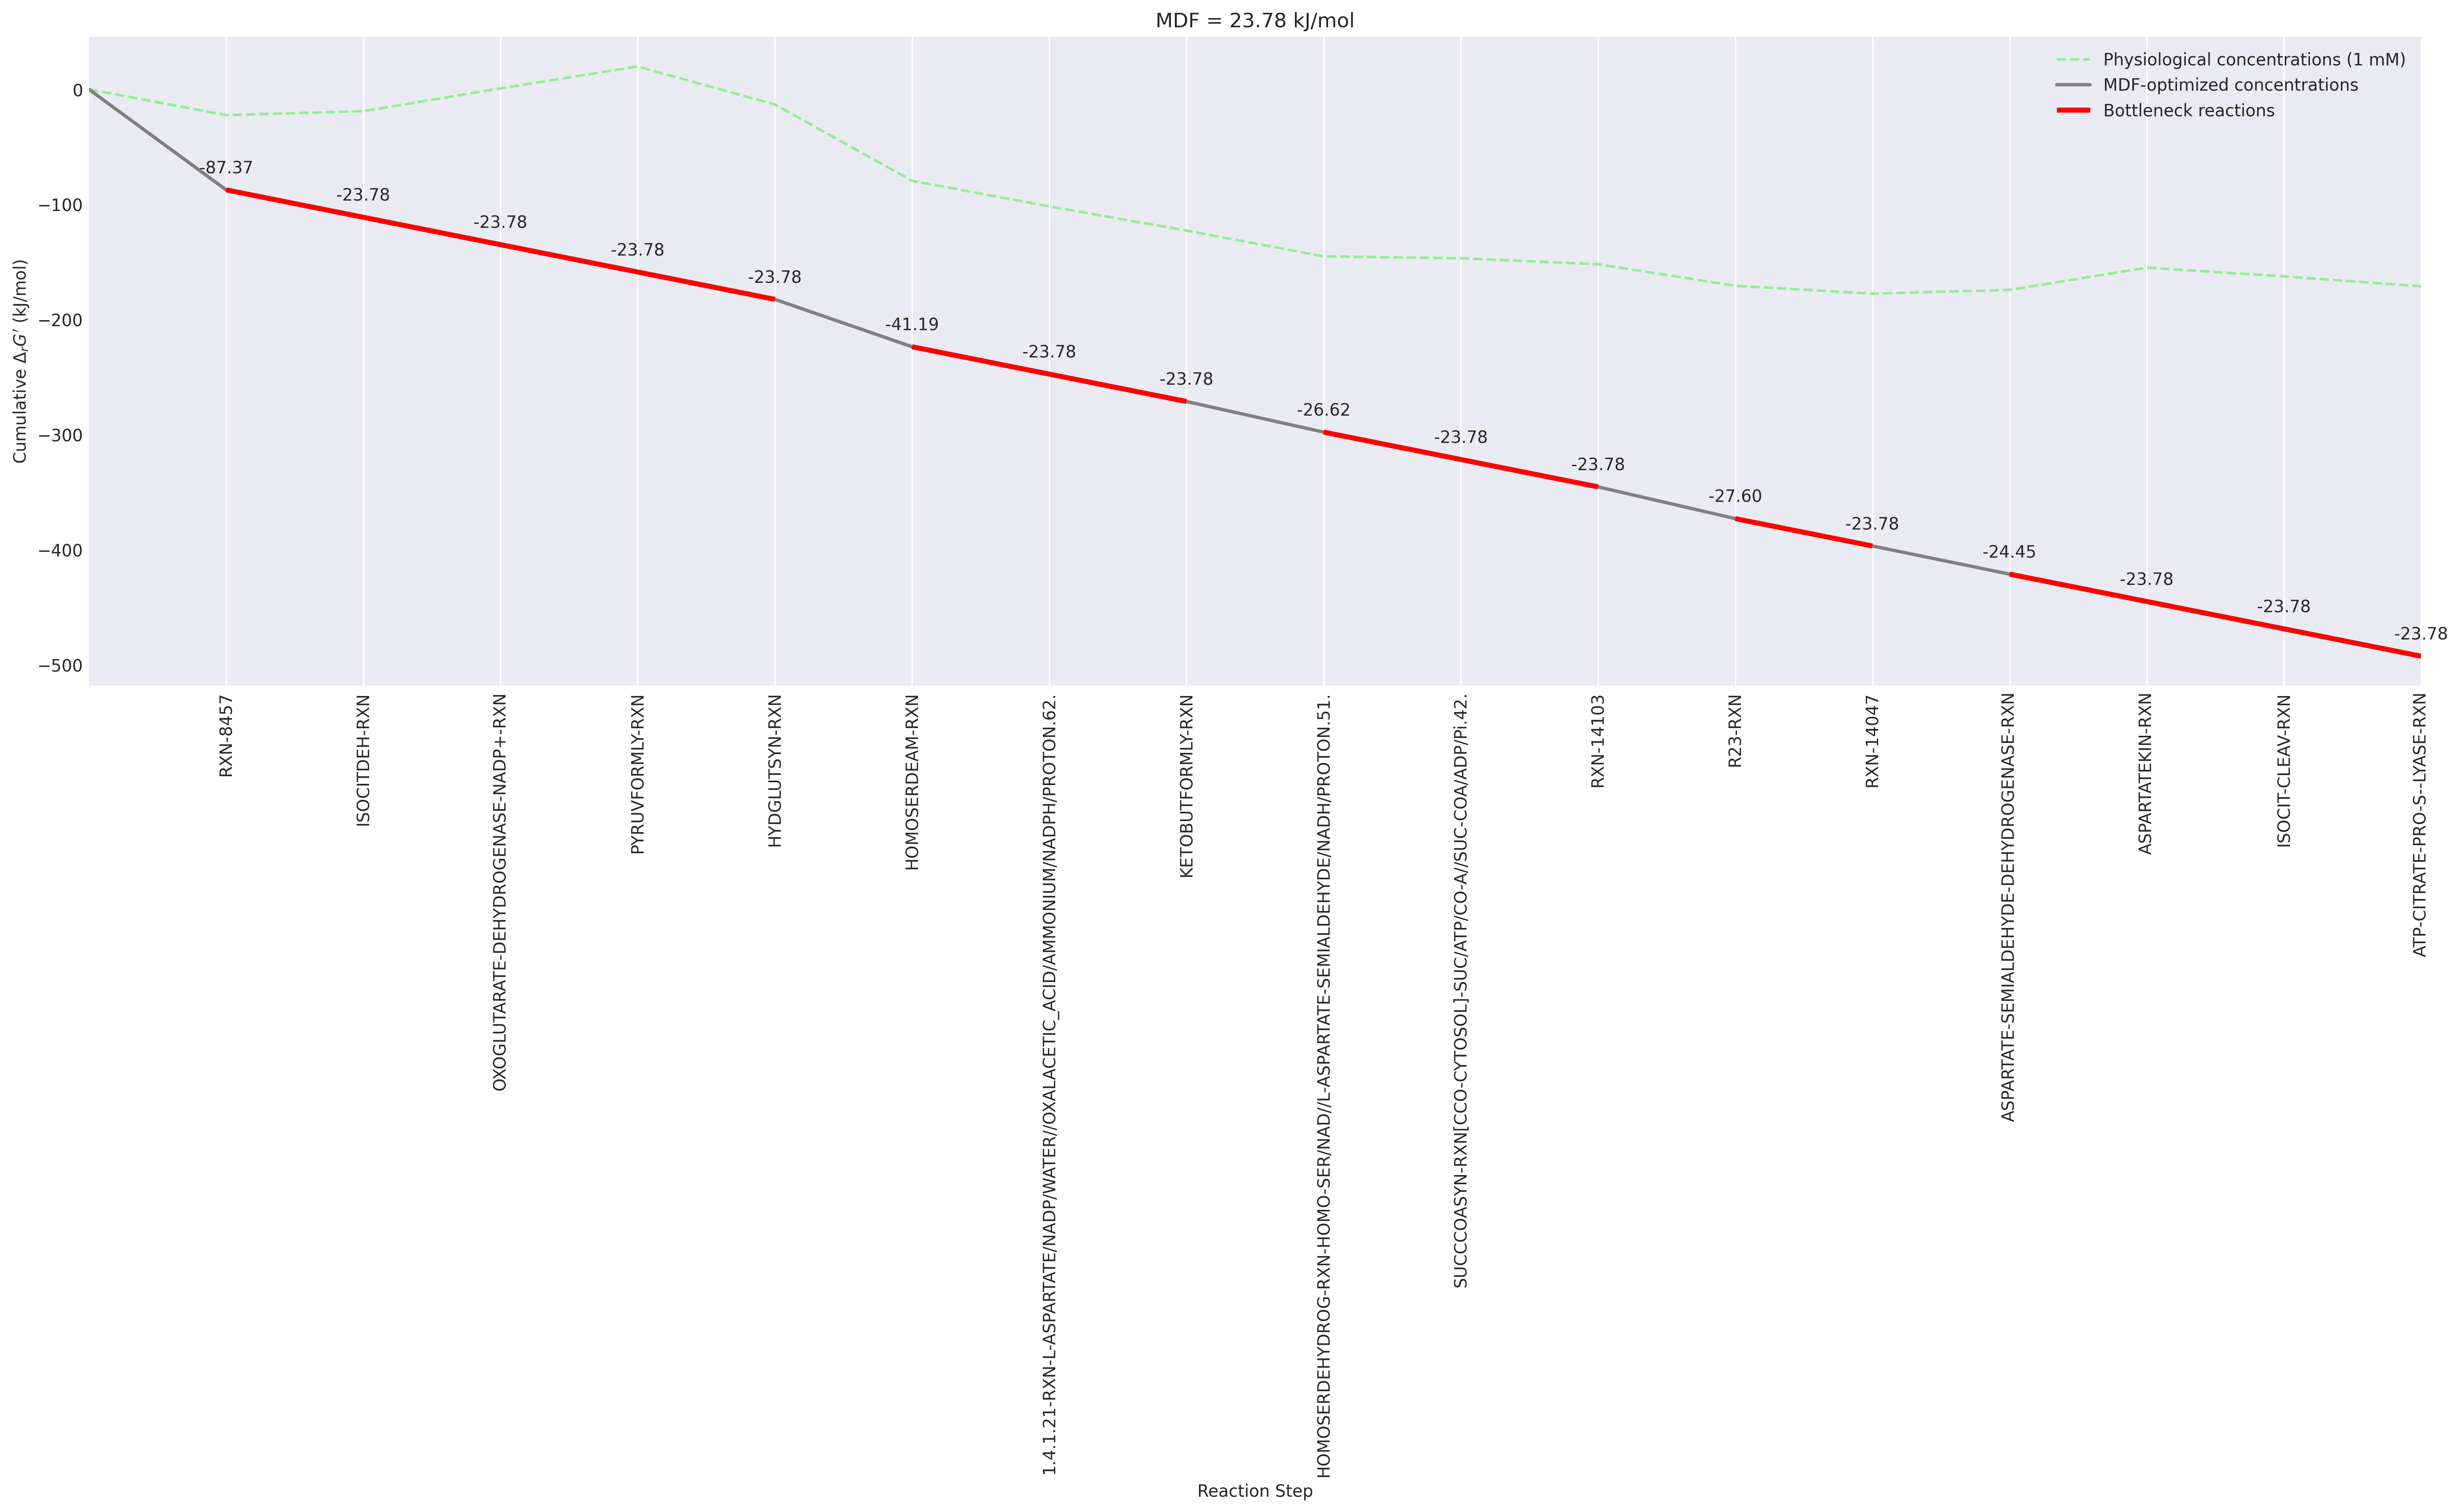 MDF = 23.78 kJ/mol
Physiological concentrations (1 mM)
MDF-optimized concentrations
Bottleneck reactions
Cumulative ΔrG′ (kJ/mol)
0
−100
−200
−300
−400
−500
-87.37
-23.78
-23.78
-23.78
-23.78
-41.19
-23.78
-23.78
-26.62
-23.78
-23.78
-27.60
-23.78
-24.45
-23.78
-23.78
-23.78
RXN-8457
ISOCITDEH-RXN
OXOGLUTARATE-DEHYDROGENASE-NADP+-RXN
PYRUVFORMLY-RXN
HYDGLUTSYN-RXN
HOMOSERDEAM-RXN
1.4.1.21-RXN-L-ASPARTATE/NADP/WATER//OXALACETIC_ACID/AMMONIUM/NADPH/PROTON.62.
KETOBUTFORMLY-RXN
HOMOSERDEHYDROG-RXN-HOMO-SER/NAD//L-ASPARTATE-SEMIALDEHYDE/NADH/PROTON.51.
SUCCCOASYN-RXN[CCO-CYTOSOL]-SUC/ATP/CO-A//SUC-COA/ADP/Pi.42.
RXN-14103
R23-RXN
RXN-14047
ASPARTATE-SEMIALDEHYDE-DEHYDROGENASE-RXN
ASPARTATEKIN-RXN
ISOCIT-CLEAV-RXN
ATP-CITRATE-PRO-S--LYASE-RXN
Reaction Step